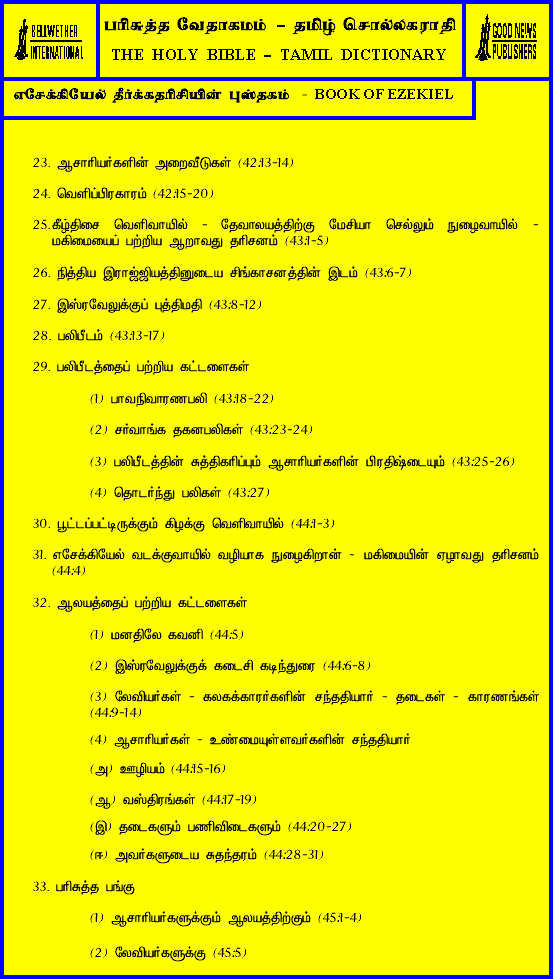 BELLWETHER
INTERNATIONAL
பரிசுத்த வேதாகமம் – தமிழ் சொல்லகராதி
THE HOLY BIBLE – TAMIL DICTIONARY
GOOD NEWS
PUBLISHERS
எசேக்கியேல் தீர்க்கதரிசியின் புஸ்தகம் - BOOK OF EZEKIEL
23. ஆசாரியர்களின் அறைவீடுகள் (42:13-14)
24. வெளிப்பிரகாரம் (42:15-20)
25.கீழ்திசை வெளிவாயில் - தேவாலயத்திற்கு மேசியா செல்லும் நுழைவாயில் -
மகிமையைப் பற்றிய ஆறாவது தரிசனம் (43:1-5)
26. நித்திய இராஜ்ஜியத்தினுடைய சிங்காசனத்தின் இடம் (43:6-7)
27. இஸ்ரவேலுக்குப் புத்திமதி (43:8-12)
28. பலிபீடம் (43:13-17)
29. பலிபீடத்தைப் பற்றிய கட்டளைகள்
(1) பாவநிவாரணபலி (43:18-22)
(2) சர்வாங்க தகனபலிகள் (43:23-24)
(3) பலிபீடத்தின் சுத்திகரிப்பும் ஆசாரியர்களின் பிரதிஷ்டையும் (43:25-26)
(4) தொடர்ந்து பலிகள் (43:27)
30. பூட்டப்பட்டிருக்கும் கிழக்கு வெளிவாயில் (44:1-3)
31. எசேக்கியேல் வடக்குவாயில் வழியாக நுழைகிறான் - மகிமையின் ஏழாவது தரிசனம்
(44:4)
32. ஆலயத்தைப் பற்றிய கட்டளைகள்
(1) மனதிலே கவனி (44:5)
(2) இஸ்ரவேலுக்குக் கடைசி கடிந்துரை (44:6-8)
(3) லேவியர்கள் - கலகக்காரர்களின் சந்ததியார் - தடைகள் - காரணங்கள்
(44:9-14)
(4) ஆசாரியர்கள் - உண்மையுள்ளவர்களின் சந்ததியார்
(அ) ஊழியம் (44:15-16)
(ஆ) வஸ்திரங்கள் (44:17-19)
(இ) தடைகளும் பணிவிடைகளும் (44:20-27)
(ஈ) அவர்களுடைய சுதந்தரம் (44:28-31)
33. பரிசுத்த பங்கு
(1) ஆசாரியர்களுக்கும் ஆலயத்திற்கும் (45:1-4)
(2) லேவியர்களுக்கு (45:5)